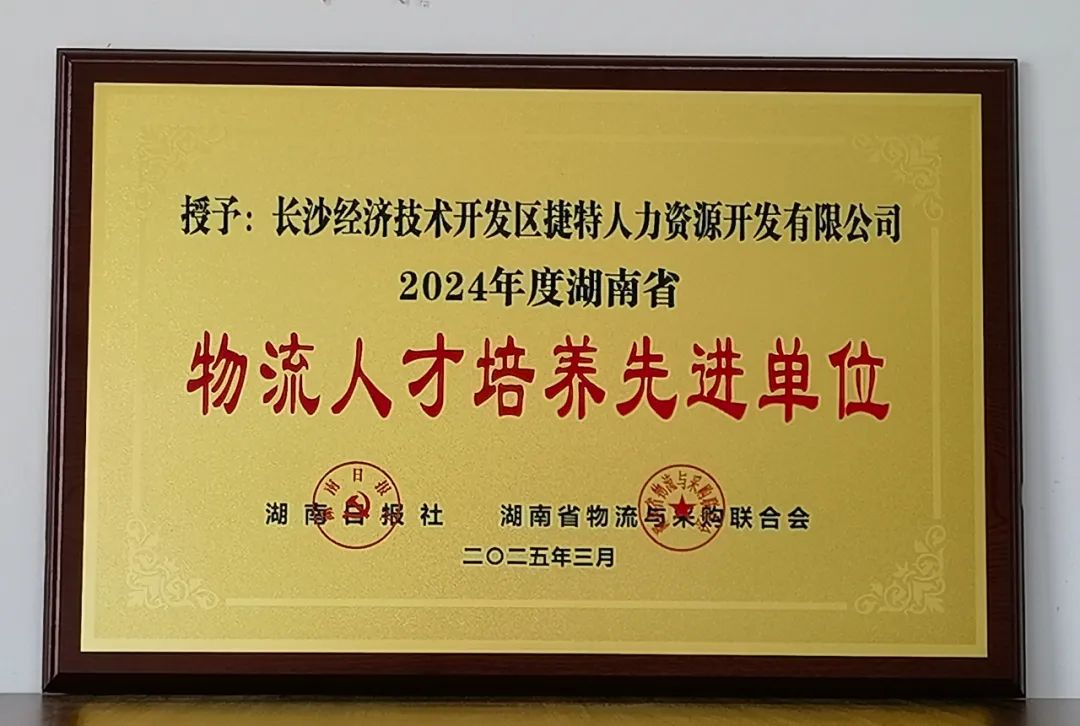 授予：长沙经济技术开发区捷特人力资源开发有限公司
2024年度湖南省
物流人才培养先进单位
湖南日报社 湖南省物流与采购联合会
二〇二五年三月